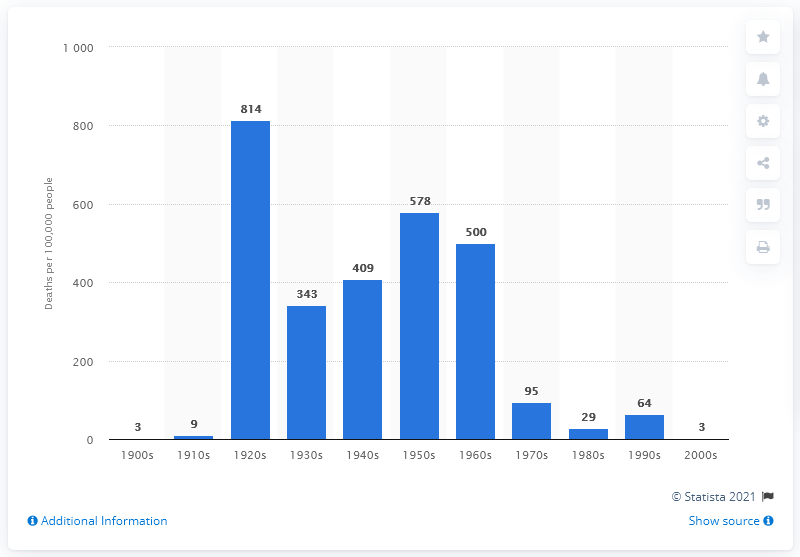 1 000
800
600
400
200
0
Deaths per 100,000 people
3
9
814
343
409
578
500
95
29
64
3
1900s
1910s
1920s
1930s
1940s
1950s
1960s
1970s
1980s
1990s
2000s
© Statista 2021
Additional Information
Show source